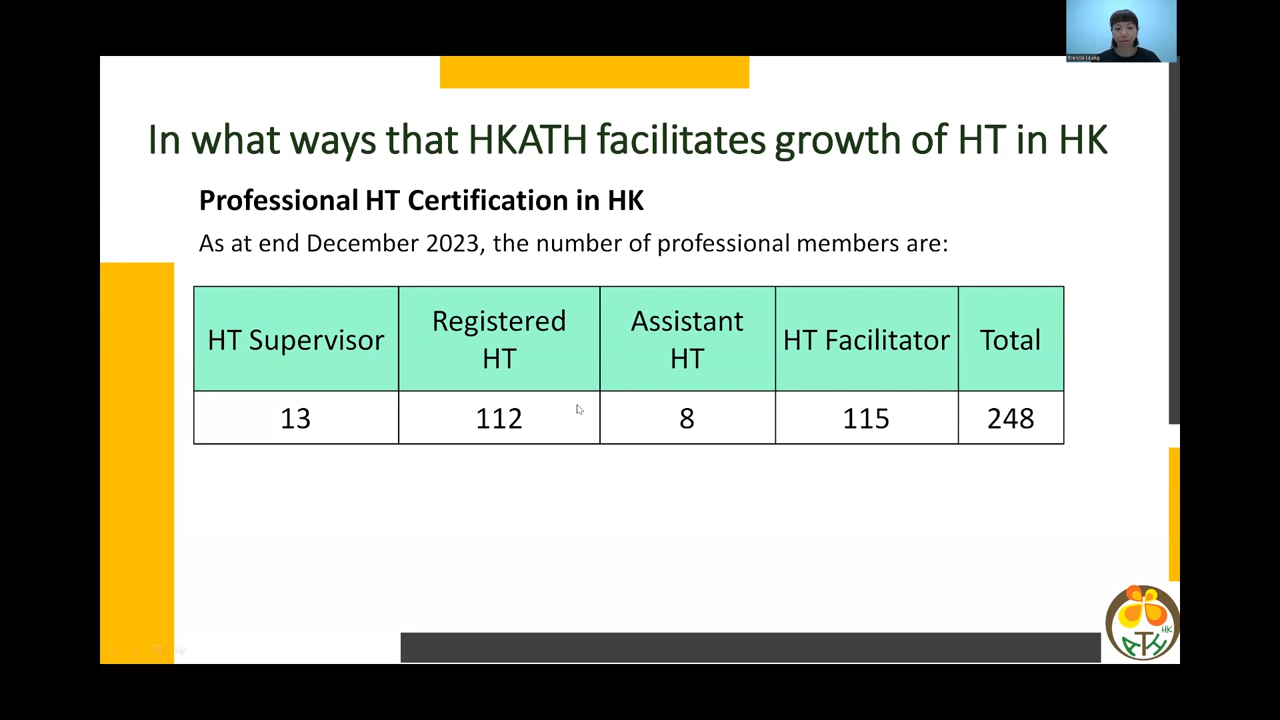 In what ways that HKATH facilitates growth of HT in HK
Professional HT Certification in HK
As at end December 2023, the number of professional members are:
HT Supervisor
Registered
HT
Assistant
HT
HT Facilitator
Total
13
112
8
115
248
HK
ATH